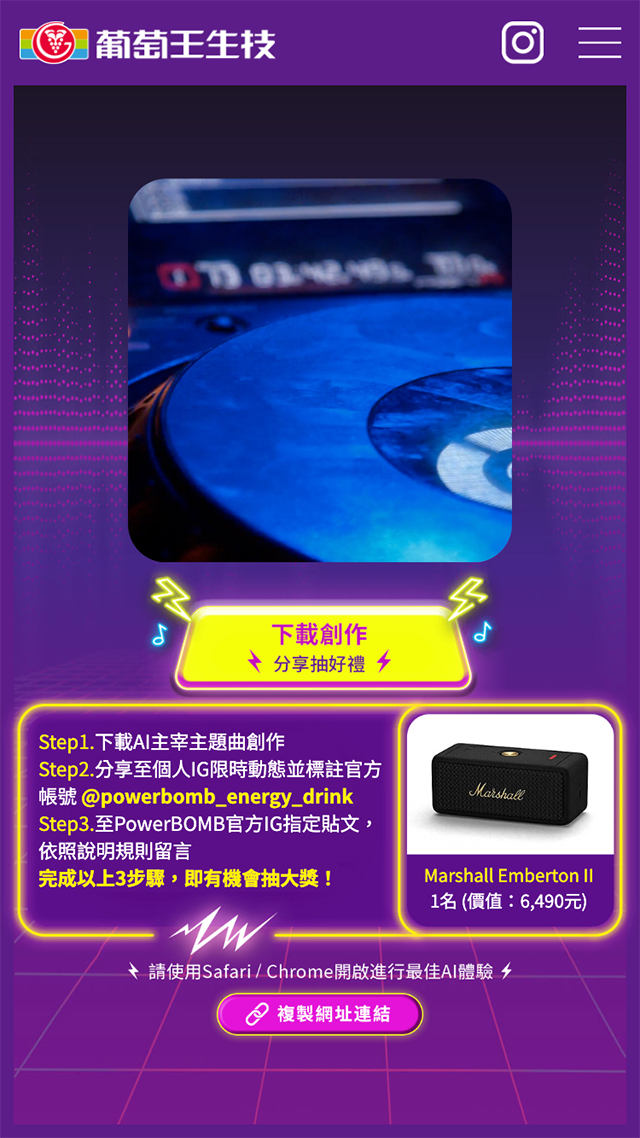 葡萄王生技
下載創作
分享抽好禮
Step1.下載AI主宰主題曲創作
Step2.分享至個人IG限時動態並標註官方
帳號 @powerbomb_energy_drink
Step3.至PowerBOMB官方IG指定貼文，
依照說明規則留言
完成以上3步驟，即有機會抽大獎！
Marshall
Marshall Emberton II
1名 (價值：6,490元)
請使用Safari / Chrome開啟進行最佳AI體驗
複製網址連結